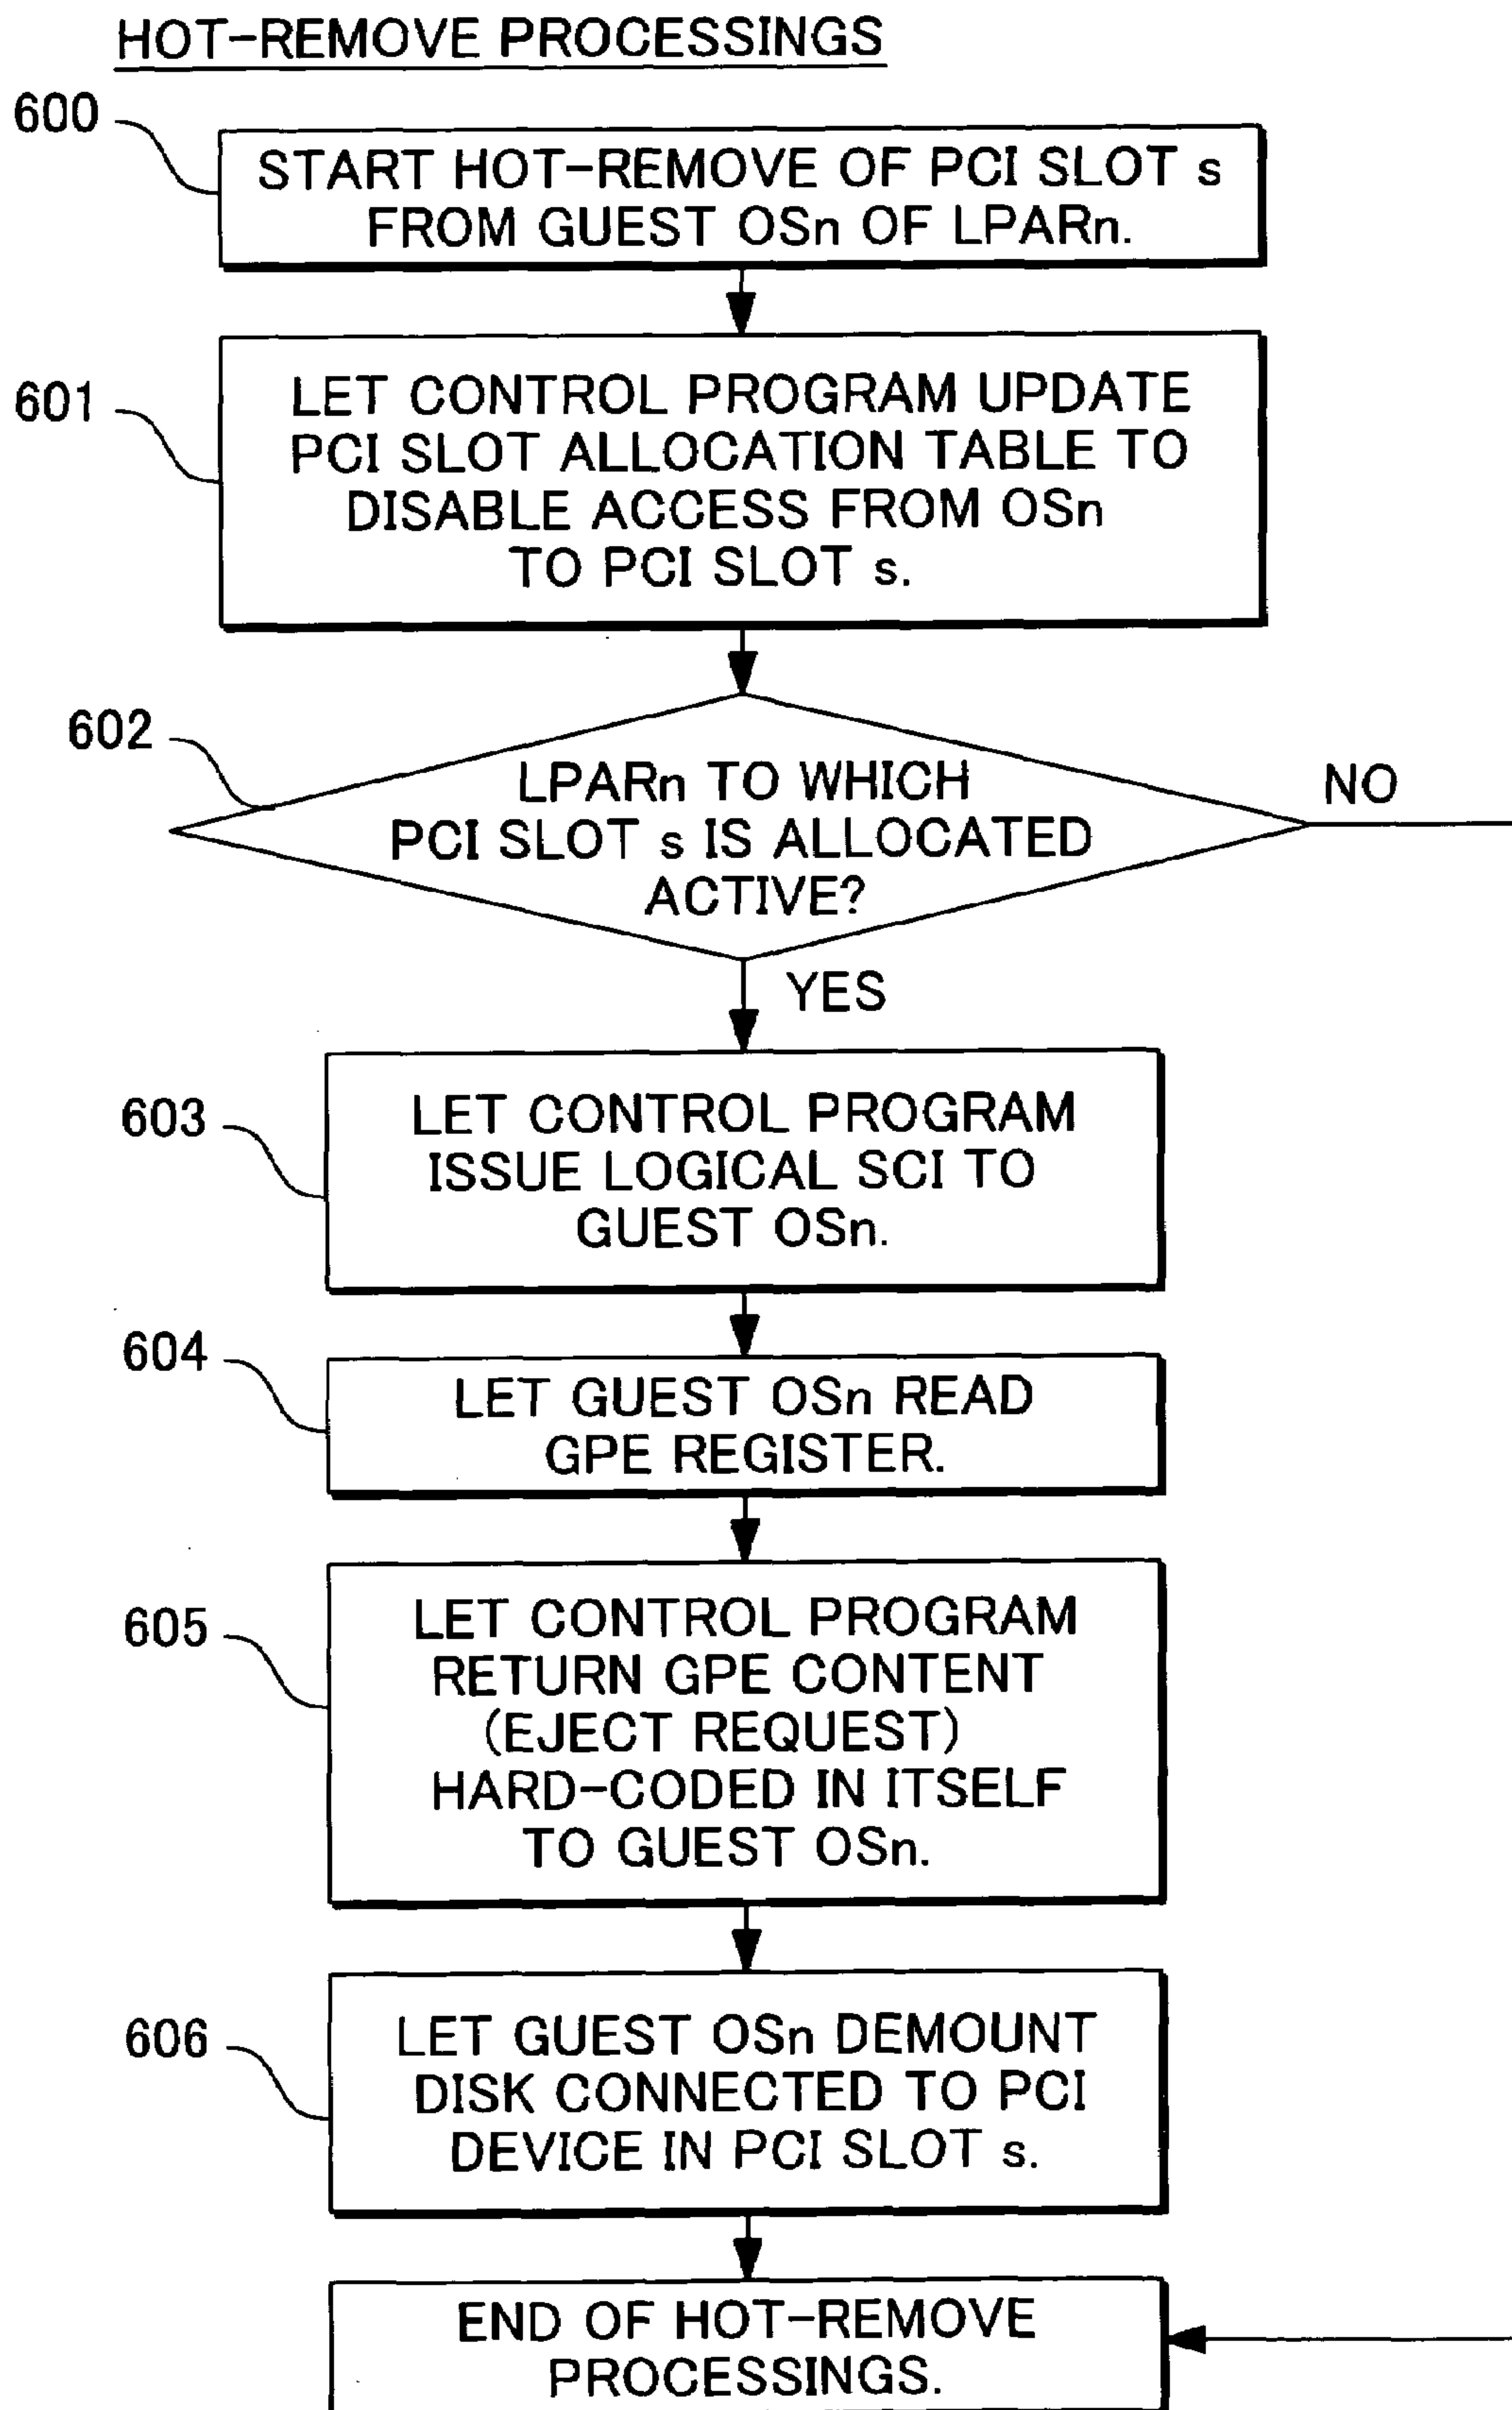 HOT-REMOVE PROCESSINGS
600
START HOT-REMOVE OF PCI SLOT s
FROM GUEST OSn OF LPARn.
601
LET CONTROL PROGRAM UPDATE
PCI SLOT ALLOCATION TABLE TO
DISABLE ACCESS FROM OSn
TO PCI SLOT s.
602
LPARn TO WHICH
PCI SLOT s IS ALLOCATED
ACTIVE?
NO
YES
603
LET CONTROL PROGRAM
ISSUE LOGICAL SCI TO
GUEST OSn.
604
LET GUEST OSn READ
GPE REGISTER.
605
LET CONTROL PROGRAM
RETURN GPE CONTENT
(EJECT REQUEST)
HARD-CODED IN ITSELF
TO GUEST OSn.
606
LET GUEST OSn DEMOUNT
DISK CONNECTED TO PCI
DEVICE IN PCI SLOT s.
END OF HOT-REMOVE
PROCESSINGS.